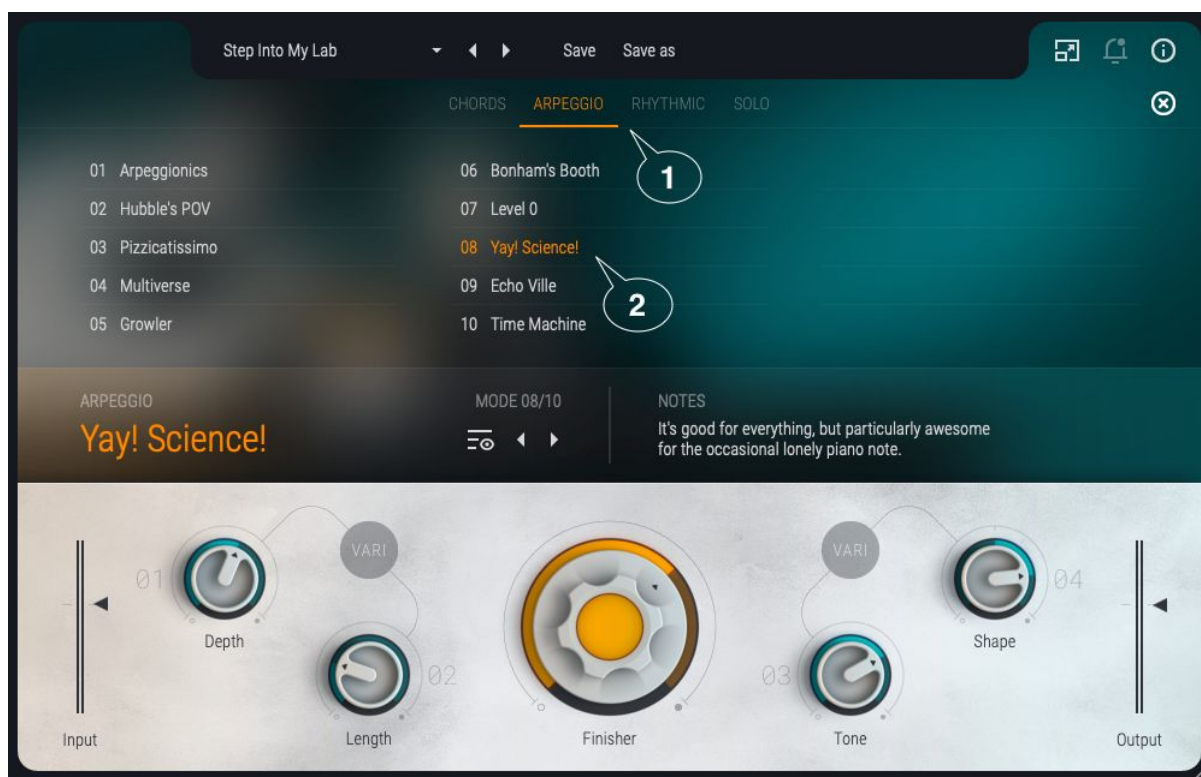 Step Into My Lab Save Save as
CHORDS ARPEGGIO RHYTHMIC SOLO
1
01 Arpeggionics
02 Hubble's POV
03 Pizzicatissimo
04 Multiverse
05 Growler
06 Bonham's Booth
07 Level 0
08 Yay! Science!
09 Echo Ville
10 Time Machine
2
ARPEGGIO
Yay! Science!
MODE 08/10
NOTES
It's good for everything, but particularly awesome
for the occasional lonely piano note.
Input
01
Depth
VARI
02
Length
Finisher
VARI
03
Tone
04
Shape
Output